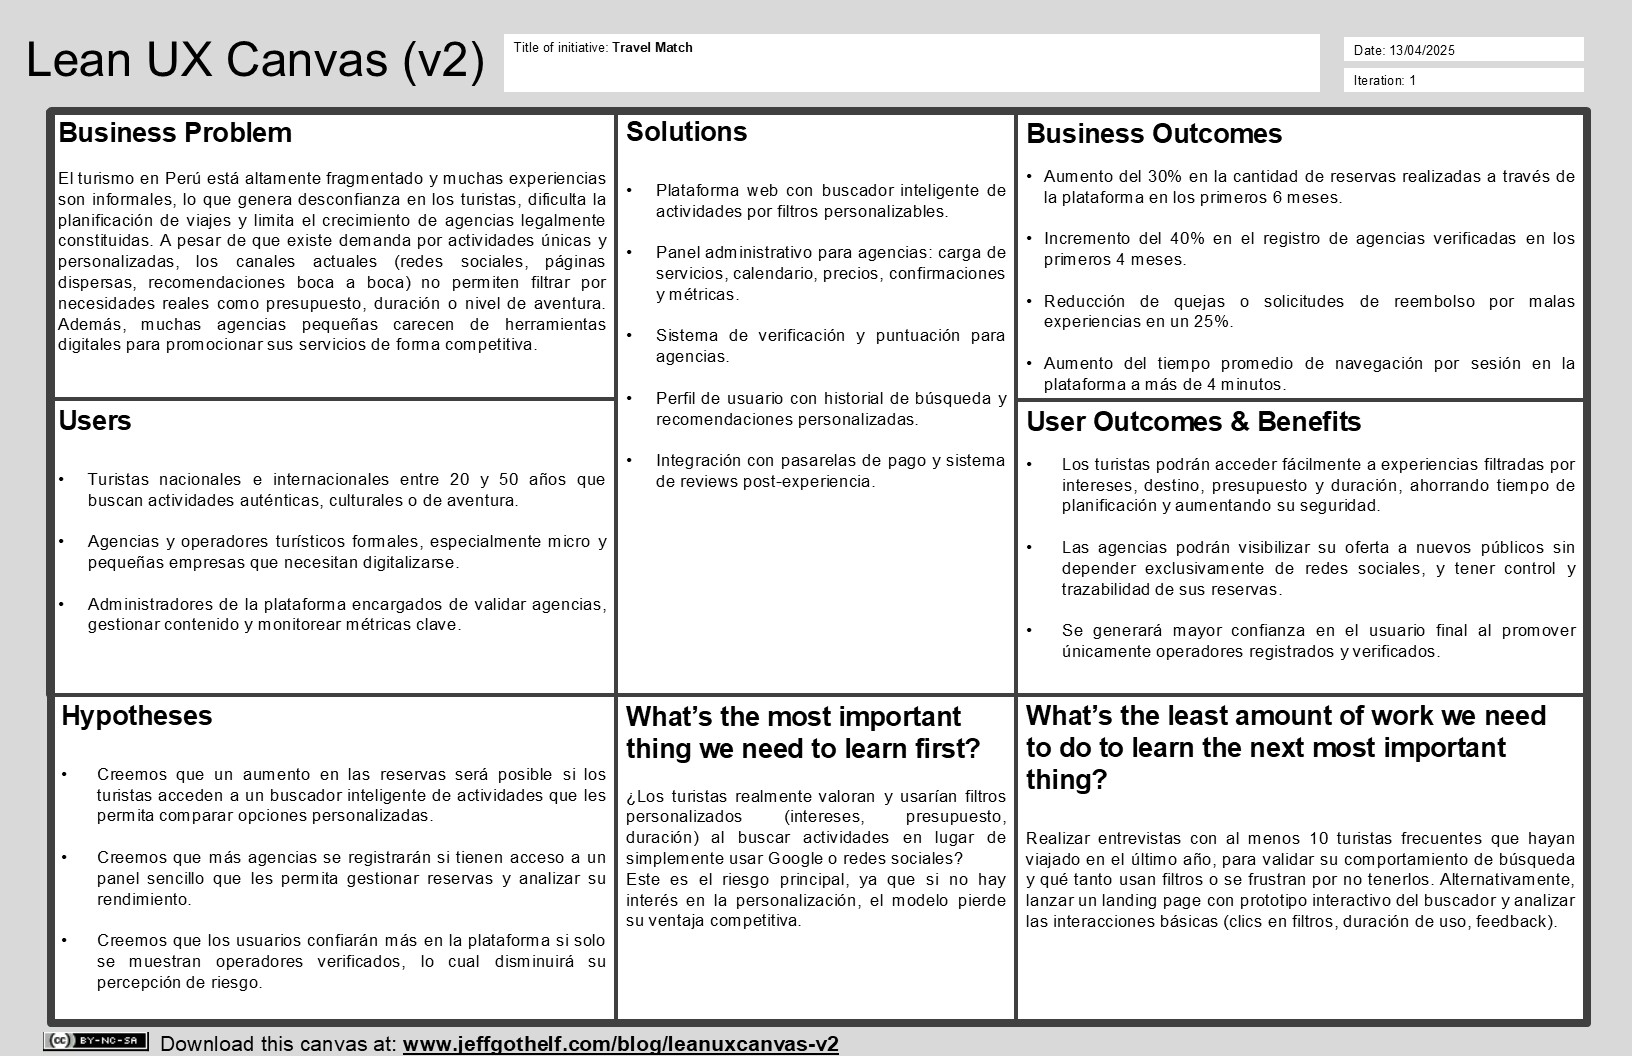 Lean UX Canvas (v2)
Title of initiative: Travel Match
Date: 13/04/2025
Iteration: 1
Business Problem
El turismo en Perú está altamente fragmentado y muchas experiencias
son informales, lo que genera desconfianza en los turistas, dificulta la
planificación de viajes y limita el crecimiento de agencias legalmente
constituidas. A pesar de que existe demanda por actividades únicas y
personalizadas, los canales actuales (redes sociales, páginas
dispersas, recomendaciones boca a boca) no permiten filtrar por
necesidades reales como presupuesto, duración o nivel de aventura.
Además, muchas agencias pequeñas carecen de herramientas
digitales para promocionar sus servicios de forma competitiva.
Users
• Turistas nacionales e internacionales entre 20 y 50 años que
buscan actividades auténticas, culturales o de aventura.
• Agencias y operadores turísticos formales, especialmente micro y
pequeñas empresas que necesitan digitalizarse.
• Administradores de la plataforma encargados de validar agencias,
gestionar contenido y monitorear métricas clave.
Solutions
• Plataforma web con buscador inteligente de
actividades por filtros personalizables.
• Panel administrativo para agencias: carga de
servicios, calendario, precios, confirmaciones
y métricas.
• Sistema de verificación y puntuación para
agencias.
• Perfil de usuario con historial de búsqueda y
recomendaciones personalizadas.
• Integración con pasarelas de pago y sistema
de reviews post-experiencia.
Business Outcomes
• Aumento del 30% en la cantidad de reservas realizadas a través de
la plataforma en los primeros 6 meses.
• Incremento del 40% en el registro de agencias verificadas en los
primeros 4 meses.
• Reducción de quejas o solicitudes de reembolso por malas
experiencias en un 25%.
• Aumento del tiempo promedio de navegación por sesión en la
plataforma a más de 4 minutos.
User Outcomes & Benefits
• Los turistas podrán acceder fácilmente a experiencias filtradas por
intereses, destino, presupuesto y duración, ahorrando tiempo de
planificación y aumentando su seguridad.
• Las agencias podrán visibilizar su oferta a nuevos públicos sin
depender exclusivamente de redes sociales, y tener control y
trazabilidad de sus reservas.
• Se generará mayor confianza en el usuario final al promover
únicamente operadores registrados y verificados.
Hypotheses
• Creemos que un aumento en las reservas será posible si los
turistas acceden a un buscador inteligente de actividades que les
permita comparar opciones personalizadas.
• Creemos que más agencias se registrarán si tienen acceso a un
panel sencillo que les permita gestionar reservas y analizar su
rendimiento.
• Creemos que los usuarios confiarán más en la plataforma si solo
se muestran operadores verificados, lo cual disminuirá su
percepción de riesgo.
What’s the most important
thing we need to learn first?
¿Los turistas realmente valoran y usarían filtros
personalizados (intereses, presupuesto,
duración) al buscar actividades en lugar de
simplemente usar Google o redes sociales?
Este es el riesgo principal, ya que si no hay
interés en la personalización, el modelo pierde
su ventaja competitiva.
What’s the least amount of work we need
to do to learn the next most important
thing?
Realizar entrevistas con al menos 10 turistas frecuentes que hayan
viajado en el último año, para validar su comportamiento de búsqueda
y qué tanto usan filtros o se frustran por no tenerlos. Alternativamente,
lanzar un landing page con prototipo interactivo del buscador y analizar
las interacciones básicas (clics en filtros, duración de uso, feedback).
(cc) BY-NC-SA
Download this canvas at: www.jeffgothelf.com/blog/leanuxcanvas-v2